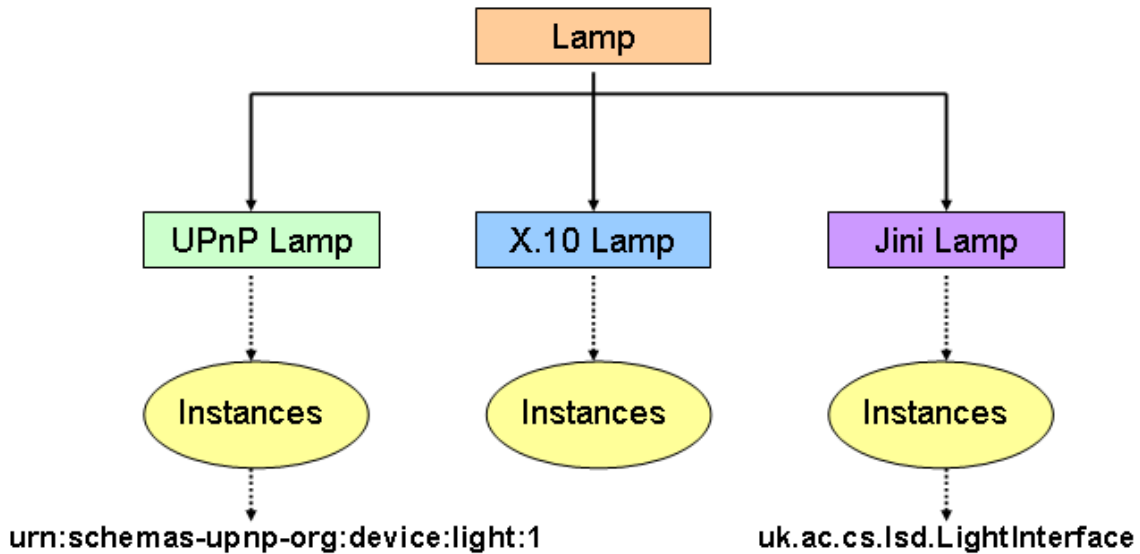 Lamp
UPnP Lamp
X.10 Lamp
Jini Lamp
Instances
Instances
Instances
urn:schemas-upnp-org:device:light:1
uk.ac.cs.lsd.LightInterface